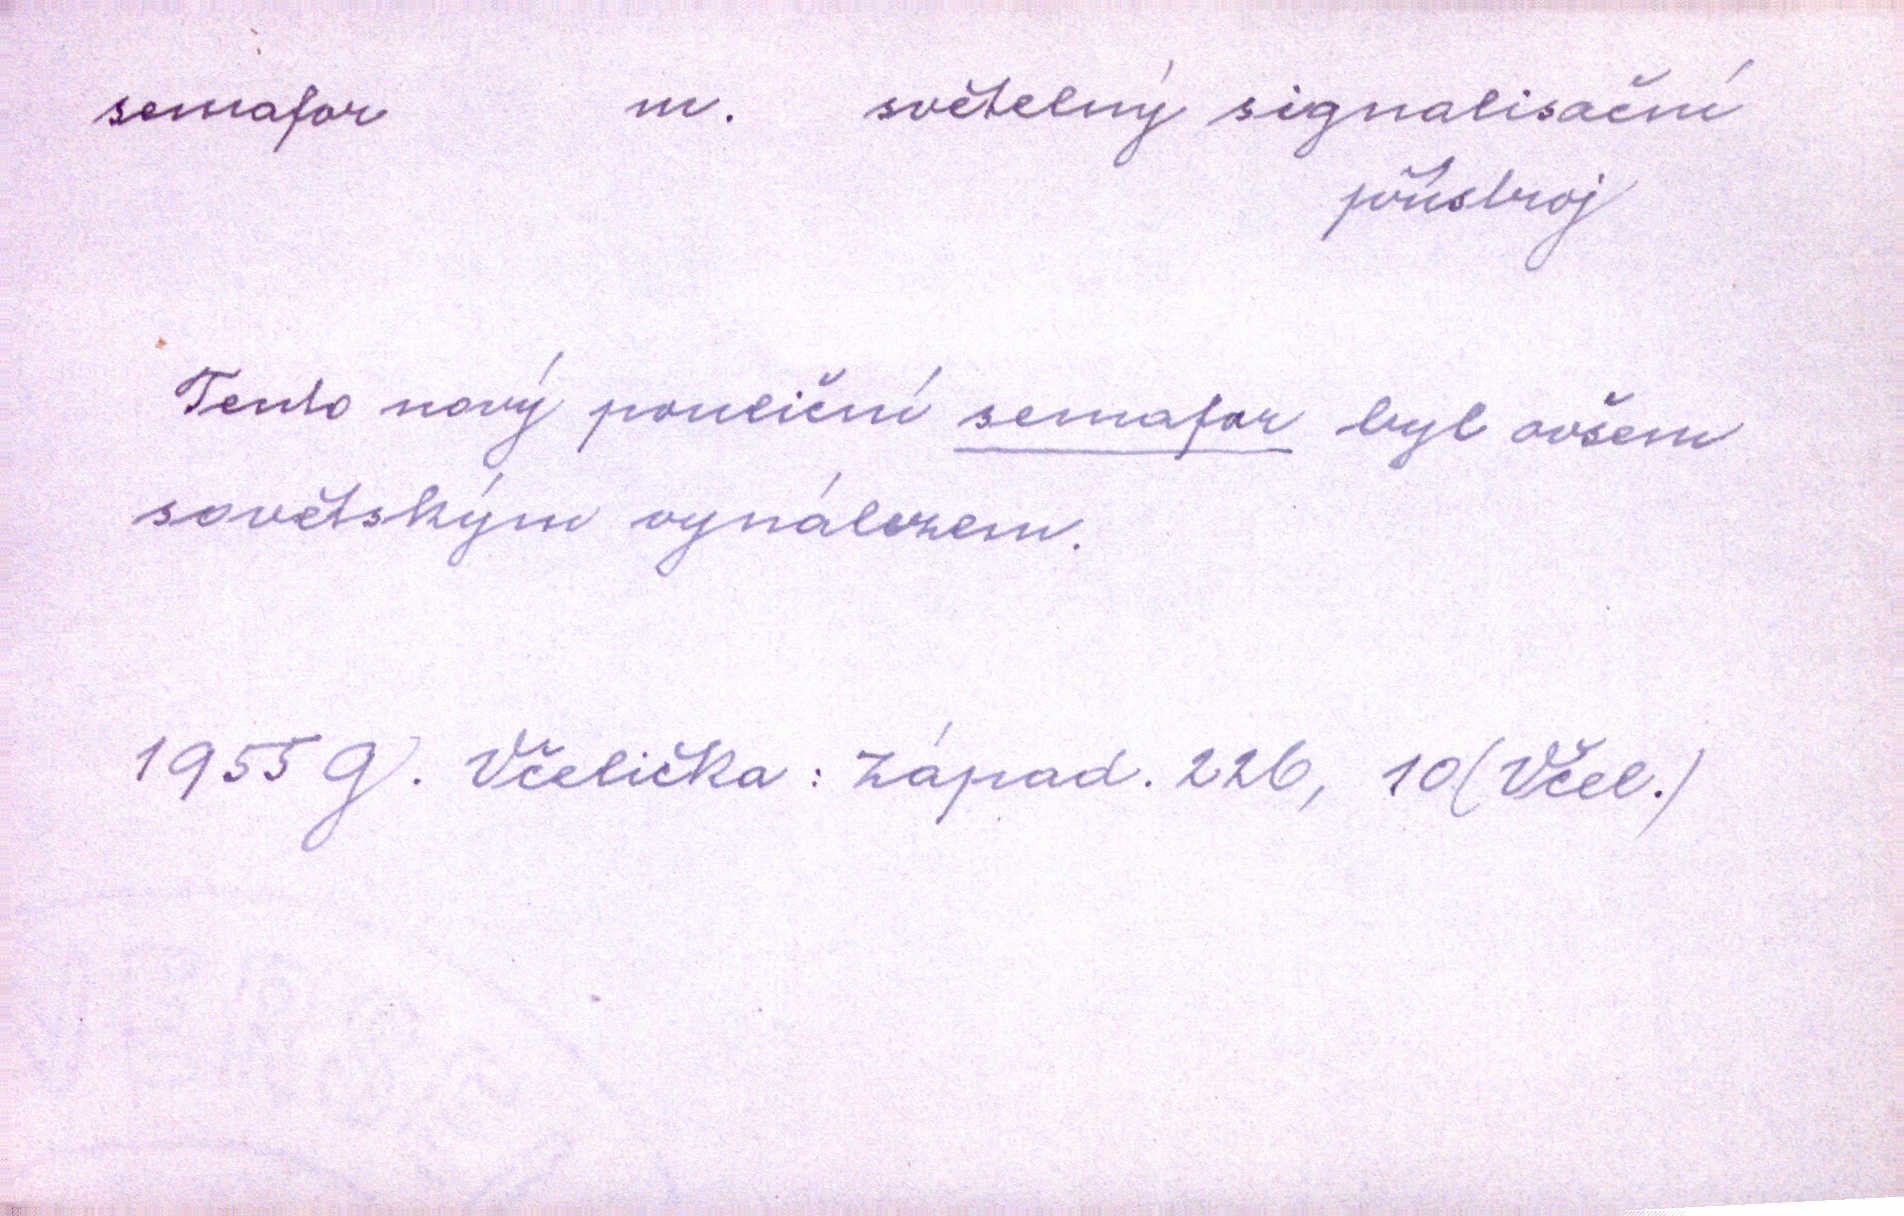 semafor m. světelný signalisační
přístroj
Tento nový pouliční semafor byl ovšem
sovětským vynálezem.
1955 G. Včelička: Západ. 226, 10 (Včel.)